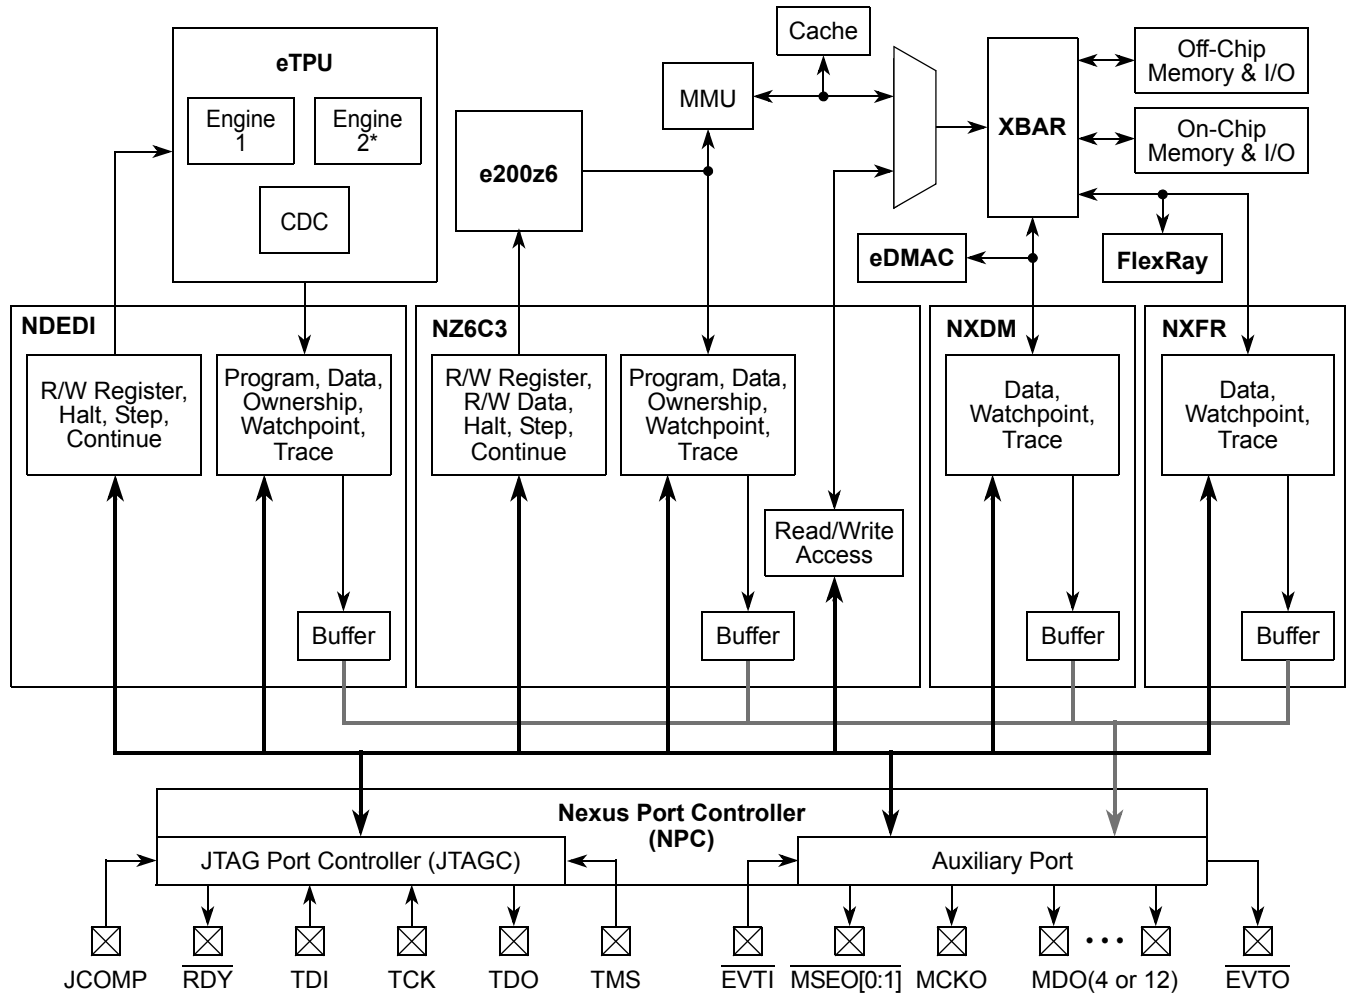 Cache
eTPU
Engine
1
Engine
2*
CDC
MMU
e200z6
XBAR
Off-Chip
Memory & I/O
On-Chip
Memory & I/O
eDMAC
FlexRay
NDEDI
R/W Register,
Halt, Step,
Continue
Program, Data,
Ownership,
Watchpoint,
Trace
Buffer
NZ6C3
R/W Register,
R/W Data,
Halt, Step,
Continue
Program, Data,
Ownership,
Watchpoint,
Trace
Read/Write
Access
Buffer
NXDM
Data,
Watchpoint,
Trace
Buffer
NXFR
Data,
Watchpoint,
Trace
Buffer
Nexus Port Controller
(NPC)
JTAG Port Controller (JTAGC)
Auxiliary Port
JCOMP
RDY
TDI
TCK
TDO
TMS
EVTI
MSEO[0:1]
MCKO
MDO(4 or 12)
EVTO